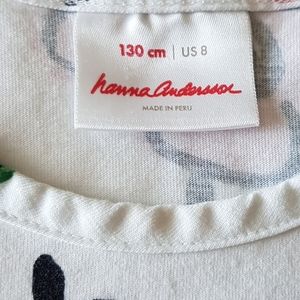 130 cm | US 8
hanna andersson
MADE IN PERU